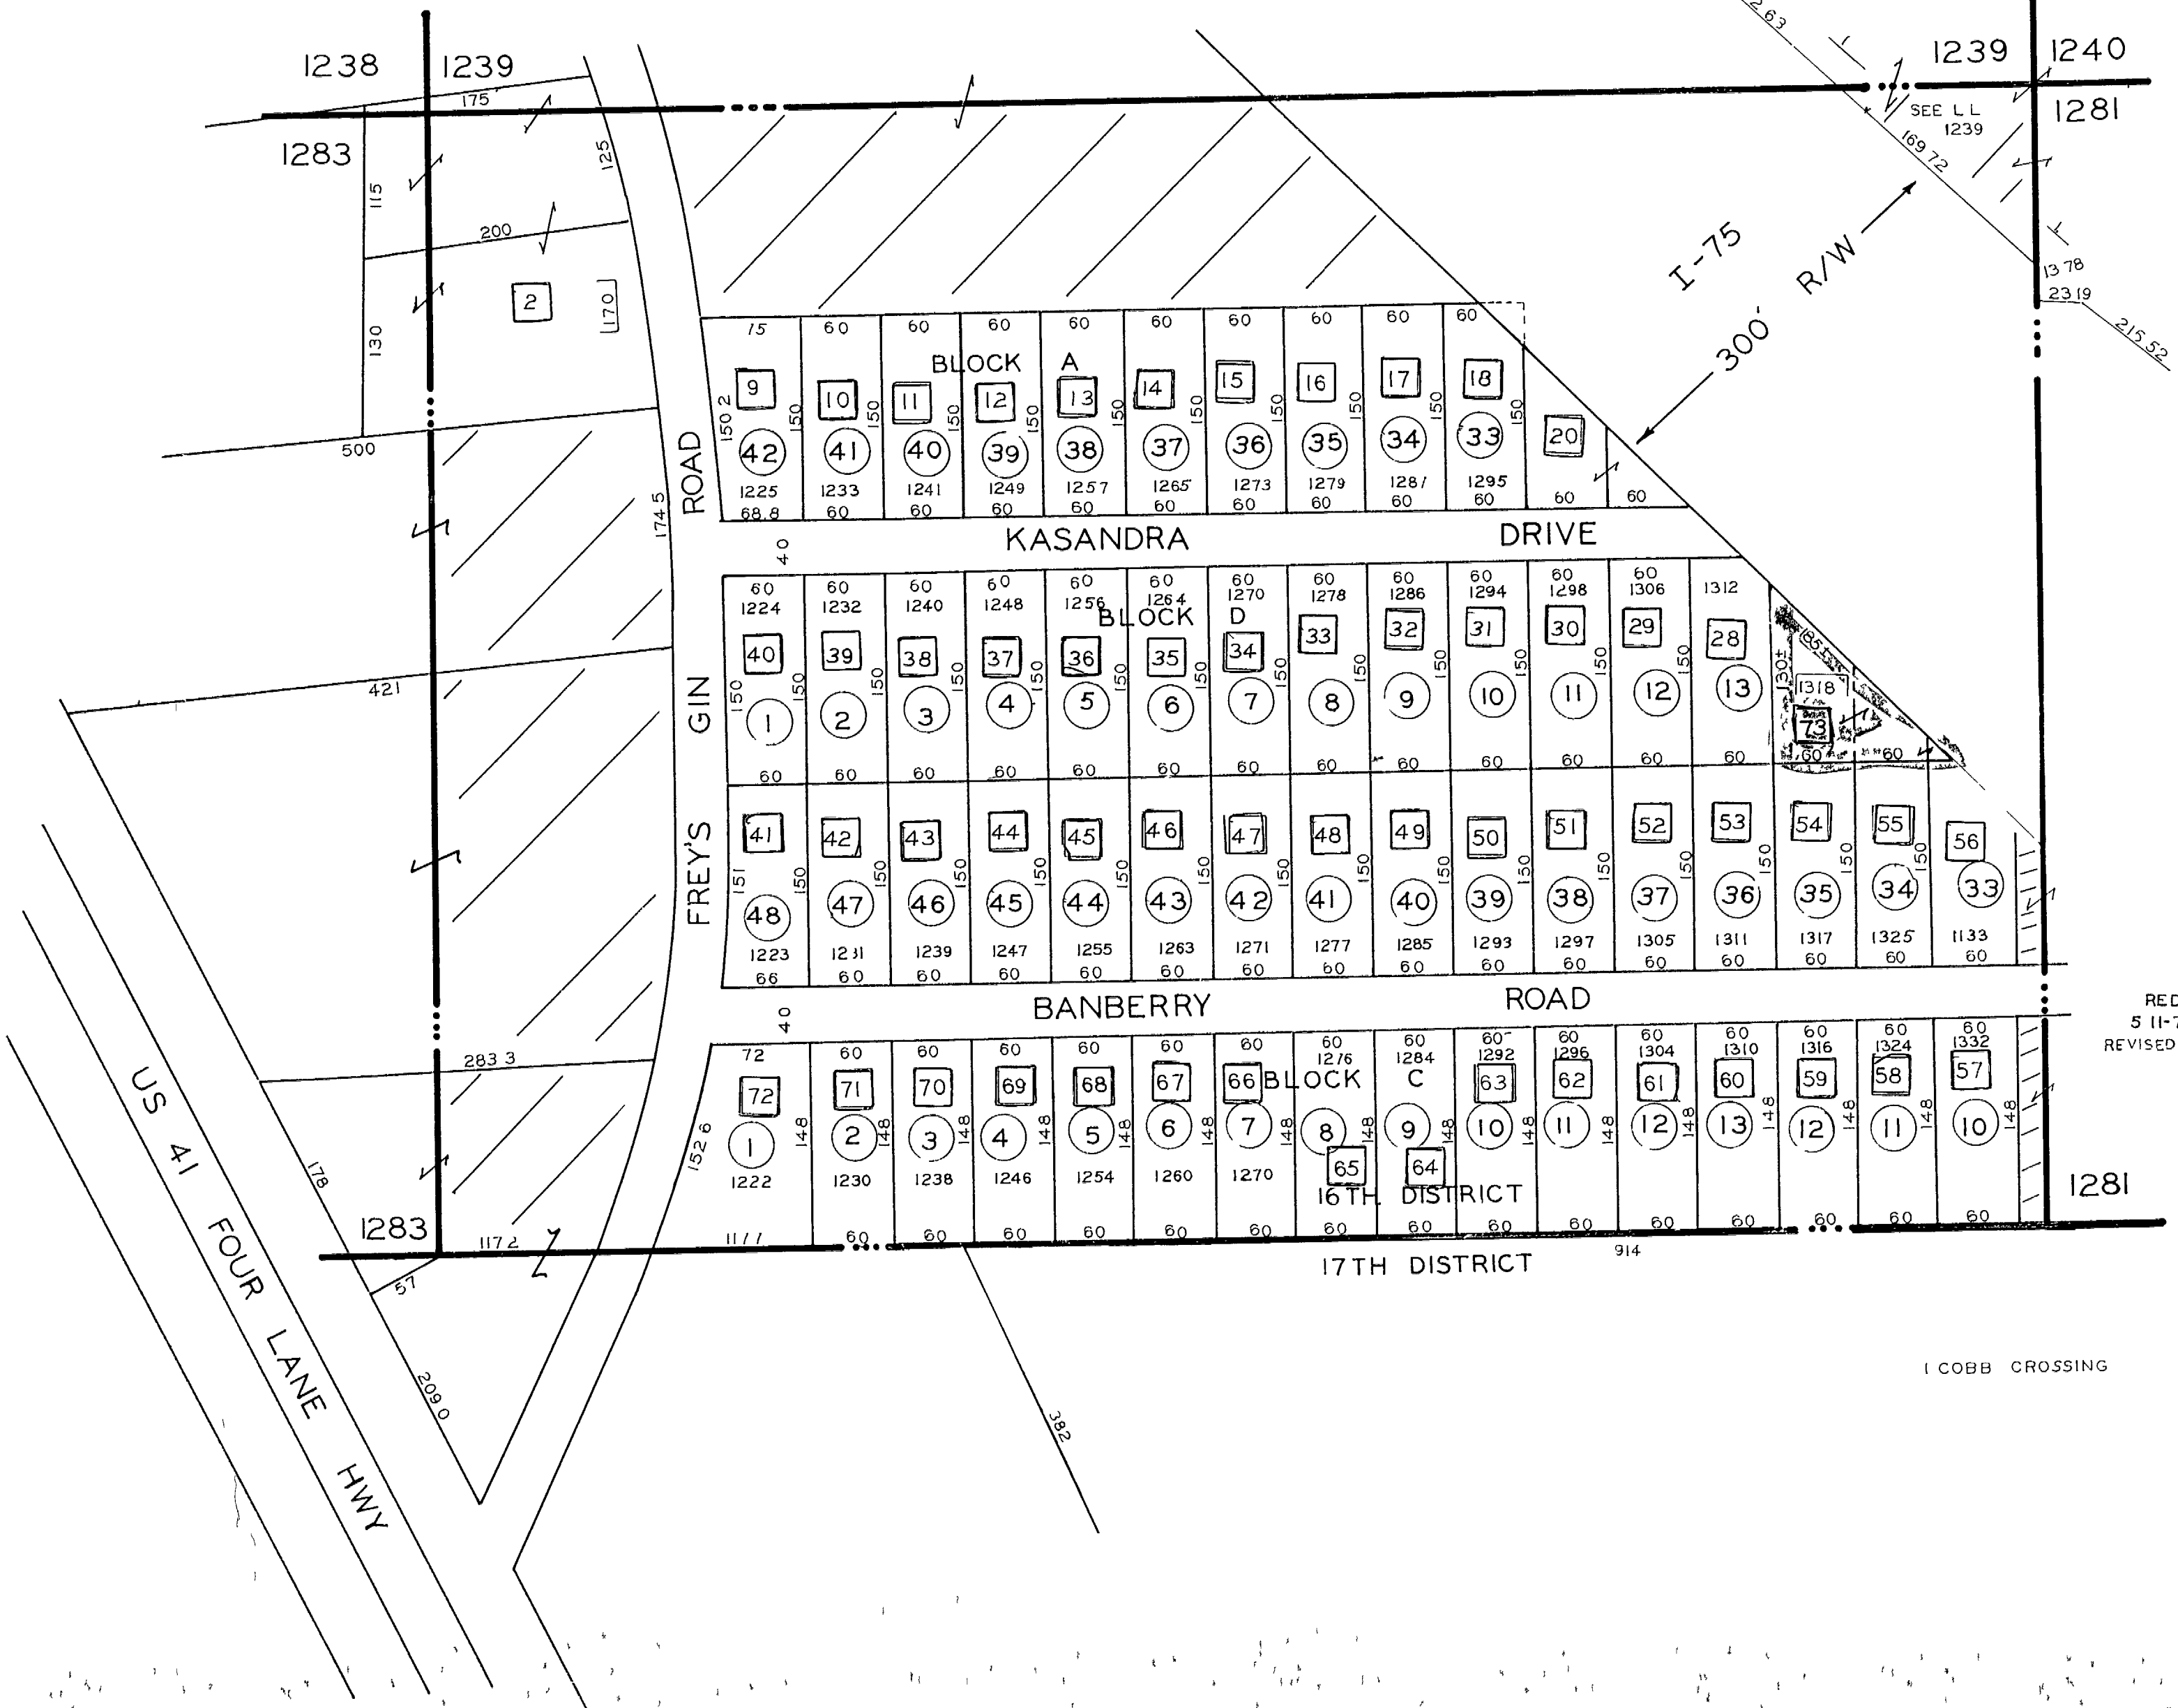 1238 1239
1239 1240
175'
1283
SEE L L
1239
1281
125
115
169 72
200
2
170
130
I-75
300' R/W
13 78
23 19
215 52
500
15 60 60 60 60 60 60 60 60 60
BLOCK A
9 10 11 12 13 14 15 16 17 18
150 2 150 150 150 150 150 150 150 150 150 150
20
42 41 40 39 38 37 36 35 34 33
1225 1233 1241 1249 1257 1265 1273 1279 1281 1295
68.8 60 60 60 60 60 60 60 60 60 60 60
ROAD
174 5
KASANDRA DRIVE
40
60 60 60 60 60 60 60 60 60 60 60 60
1224 1232 1240 1248 1256 1264 1270 1278 1286 1294 1298 1306 1312
BLOCK D
40 39 38 37 36 35 34 33 32 31 30 29 28
185±
130±
1318
73
150 150 150 150 150 150 150 150 150 150 150 150 150
1 2 3 4 5 6 7 8 9 10 11 12 13
60 60 60 60 60 60 60 60 60 60 60 60 60 60 60
421
GIN
FREY'S
41 42 43 44 45 46 47 48 49 50 51 52 53 54 55 56
151 150 150 150 150 150 150 150 150 150 150 150 150 150 150 150
48 47 46 45 44 43 42 41 40 39 38 37 36 35 34 33
1223 1231 1239 1247 1255 1263 1271 1277 1285 1293 1297 1305 1311 1317 1325 1133
66 60 60 60 60 60 60 60 60 60 60 60 60 60 60 60
BANBERRY ROAD
40
RED
5 11-7
REVISED
283 3
72 60 60 60 60 60 60 60 60 60 60 60 60 60 60 60
1276 1284 1292 1296 1304 1310 1316 1324 1332
BLOCK C
72 71 70 69 68 67 66 63 62 61 60 59 58 57
152 6 148 148 148 148 148 148 148 148 148 148 148 148 148 148 148 148
1 2 3 4 5 6 7 8 9 10 11 12 13 12 11 10
65 64
1222 1230 1238 1246 1254 1260 1270
16TH. DISTRICT
1281
178
1283
117 2 117 7 60 60 60 60 60 60 60 60 60 60 60 60 60 60 60
914
17TH DISTRICT
57
209 0
382
US 41 FOUR LANE HWY
1 COBB CROSSING